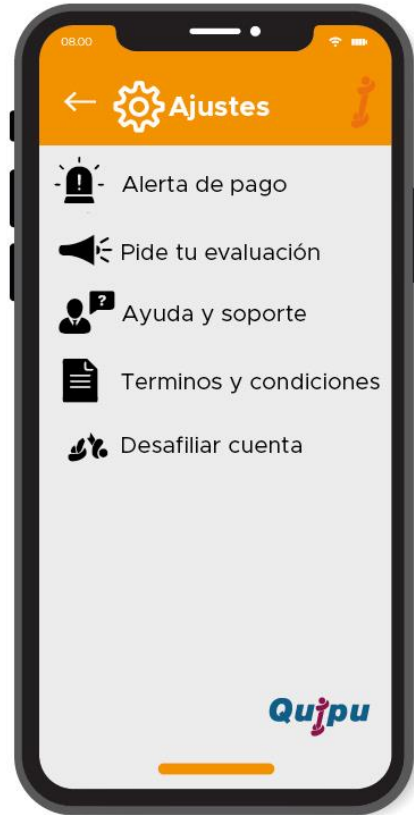 08:00
Ajustes
!
Alerta de pago
Pide tu evaluación
?
Ayuda y soporte
Terminos y condiciones
Desafiliar cuenta
Quipu